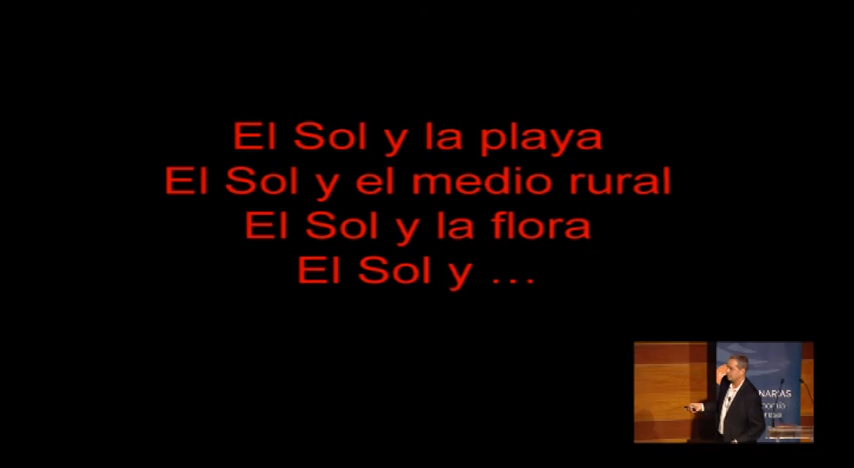 El Sol y la playa
El Sol y el medio rural
El Sol y la flora
El Sol y ...